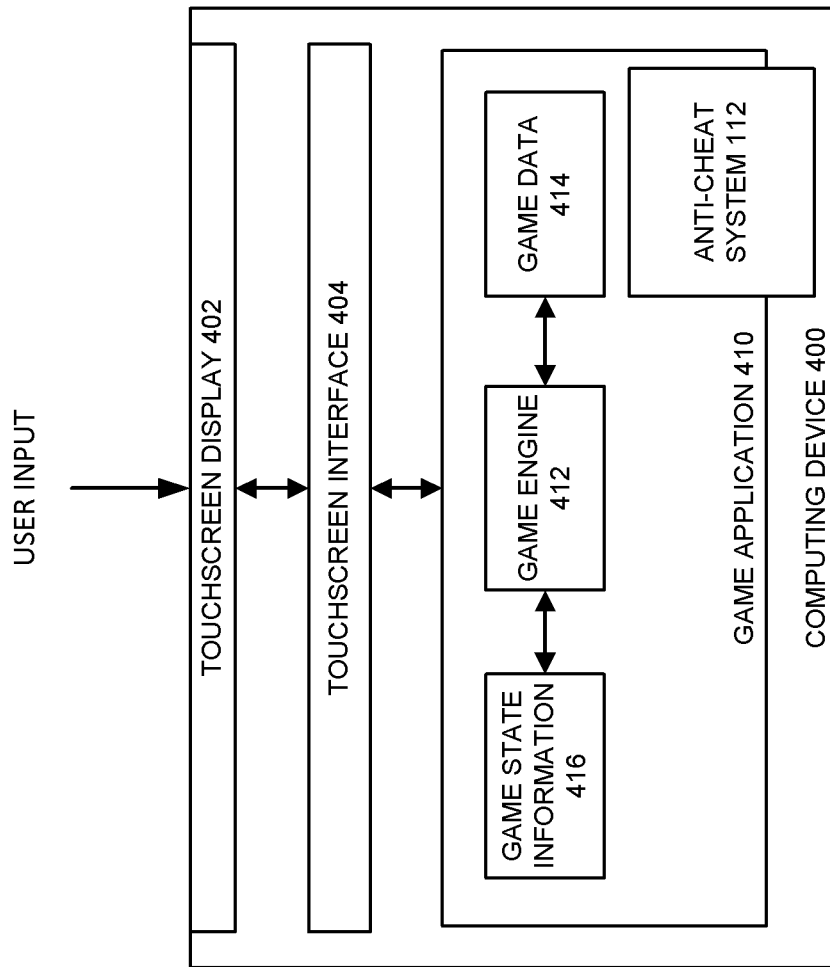 USER INPUT
TOUCHSCREEN DISPLAY 402
TOUCHSCREEN INTERFACE 404
GAME STATE
INFORMATION
416
GAME ENGINE
412
GAME DATA
414
ANTI-CHEAT
SYSTEM 112
GAME APPLICATION 410
COMPUTING DEVICE 400